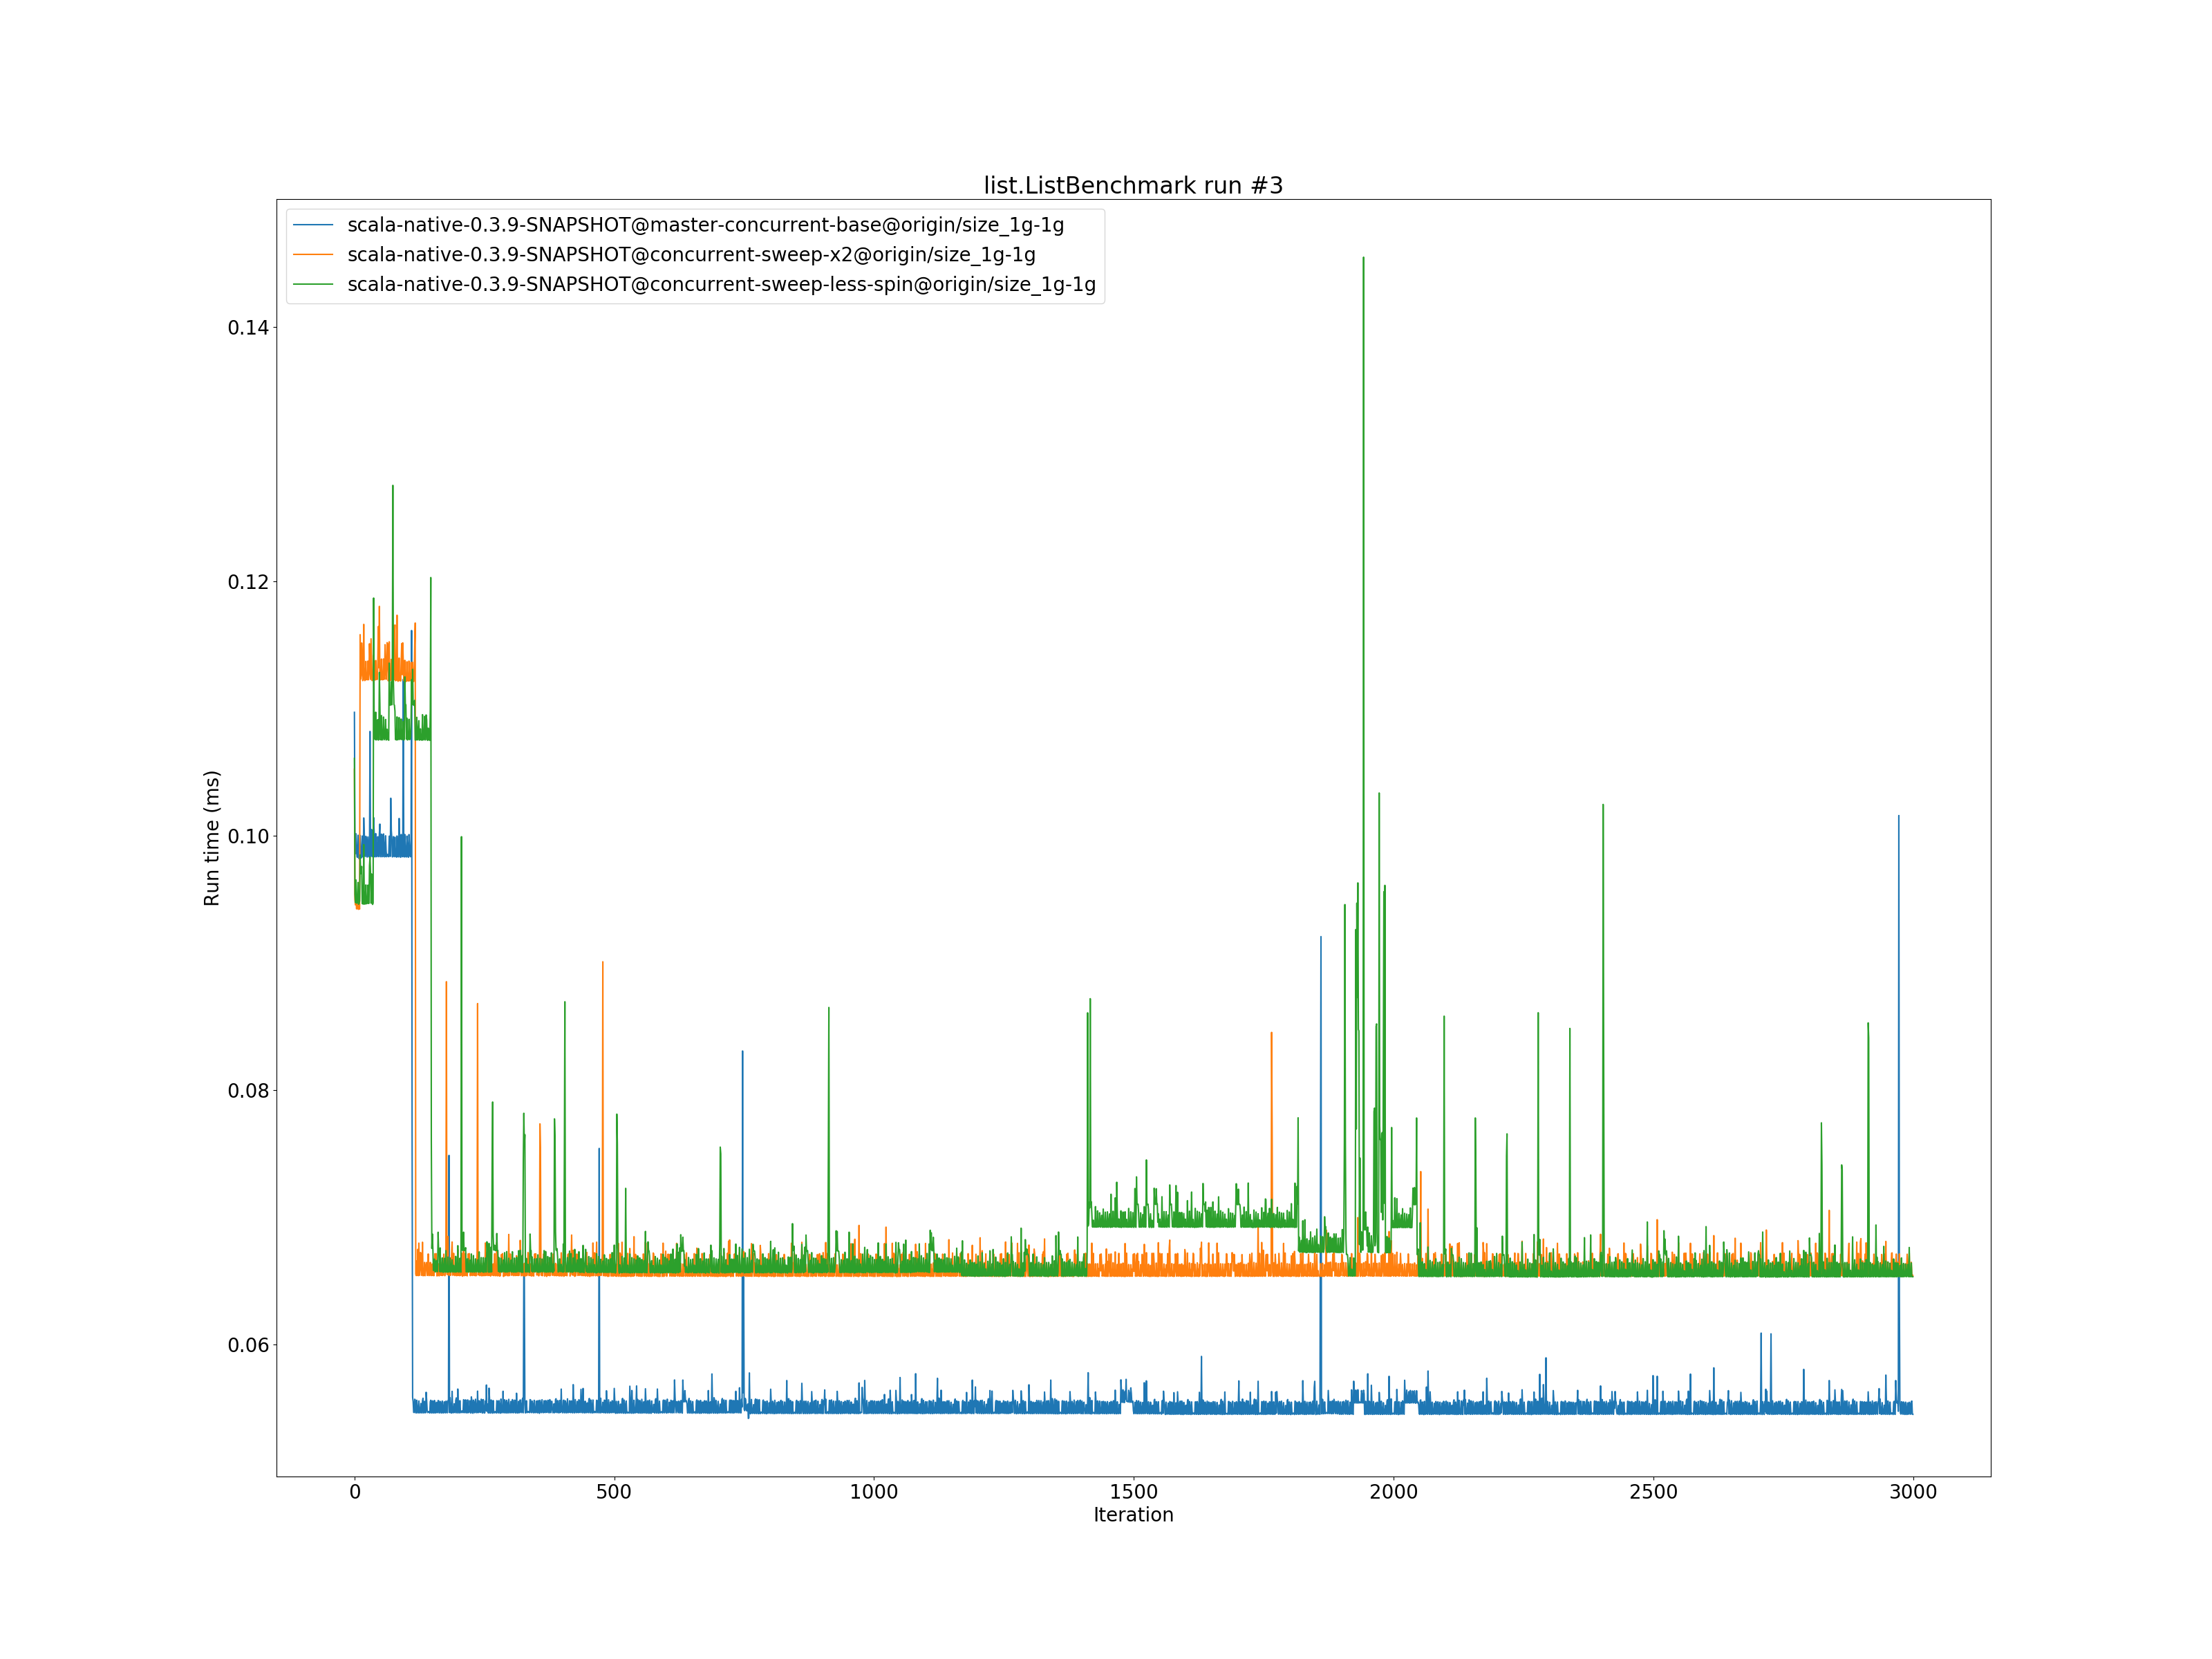 list.ListBenchmark run #3
scala-native-0.3.9-SNAPSHOT@master-concurrent-base@origin/size_1g-1g
scala-native-0.3.9-SNAPSHOT@concurrent-sweep-x2@origin/size_1g-1g
scala-native-0.3.9-SNAPSHOT@concurrent-sweep-less-spin@origin/size_1g-1g
0.14
0.12
0.10
0.08
0.06
Run time (ms)
0 500 1000 1500 2000 2500 3000
Iteration